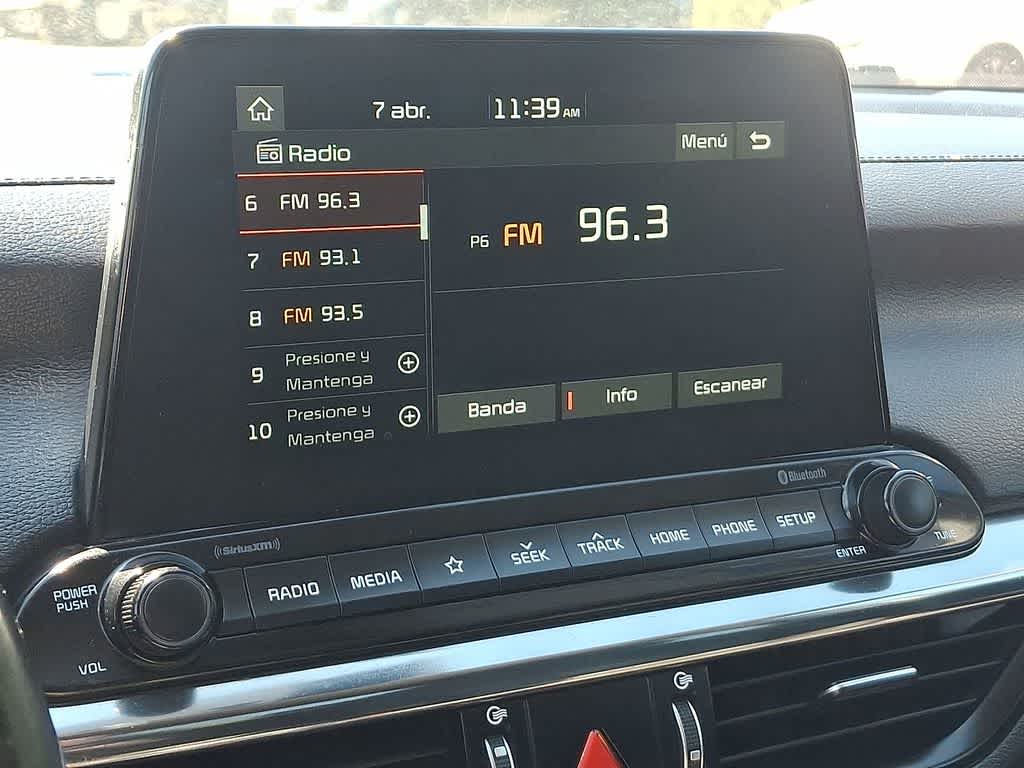 7 abr.
11:39 AM
Radio
Menú
6 FM 96.3
7 FM 93.1
8 FM 93.5
9 Presione y
Mantenga
10 Presione y
Mantenga
P6 FM 96.3
Banda
Info
Escanear
Bluetooth
((SiriusXM))
POWER
PUSH
VOL
RADIO
MEDIA
SEEK
TRACK
HOME
PHONE
SETUP
ENTER
TUNE